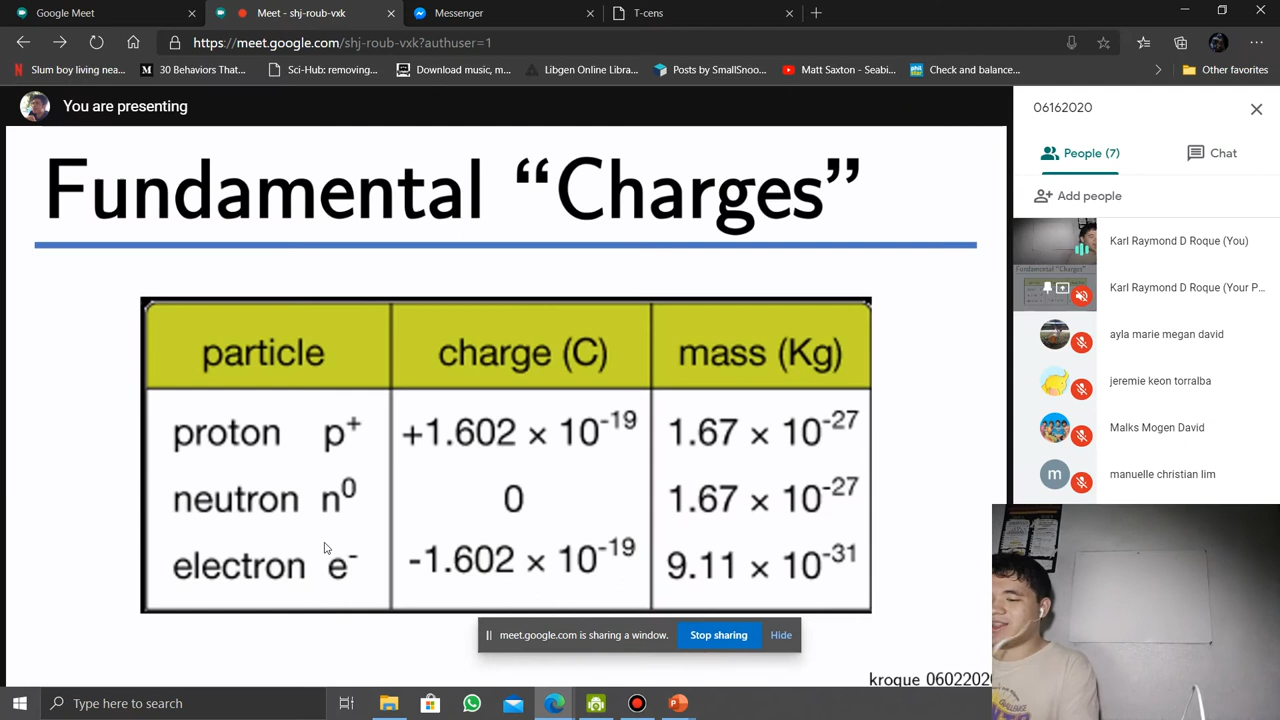 Google Meet
Meet - shj-roub-vxk
Messenger
T-cens
https://meet.google.com/shj-roub-vxk?authuser=1
Slum boy living nea...
30 Behaviors That...
Sci-Hub: removing...
Download music, m...
Libgen Online Libra...
Posts by SmallSnoo...
Matt Saxton - Seabi...
Check and balance...
Other favorites
You are presenting
Fundamental “Charges”
particle charge (C) mass (Kg)
proton p+ +1.602 × 10-19 1.67 × 10-27
neutron n0 0 1.67 × 10-27
electron e- -1.602 × 10-19 9.11 × 10-31
meet.google.com is sharing a window. Stop sharing Hide
kroque 0602202
06162020
People (7)
Chat
Add people
Karl Raymond D Roque (You)
Karl Raymond D Roque (Your P...
ayla marie megan david
jeremie keon torralba
Malks Mogen David
m manuelle christian lim
Type here to search